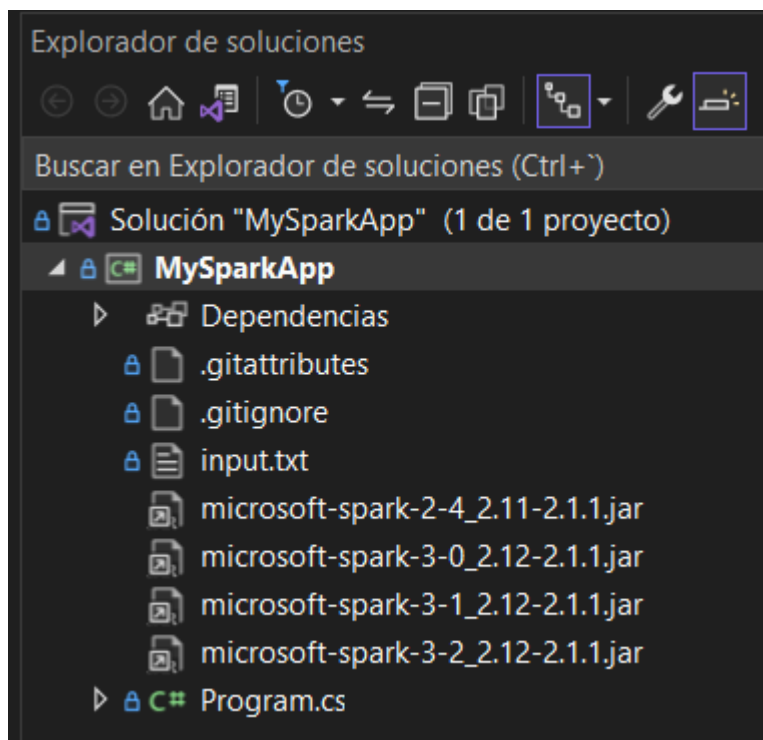 Explorador de soluciones
Buscar en Explorador de soluciones (Ctrl+`)
Solución "MySparkApp" (1 de 1 proyecto)
C# MySparkApp
Dependencias
.gitattributes
.gitignore
input.txt
microsoft-spark-2-4_2.11-2.1.1.jar
microsoft-spark-3-0_2.12-2.1.1.jar
microsoft-spark-3-1_2.12-2.1.1.jar
microsoft-spark-3-2_2.12-2.1.1.jar
C# Program.cs